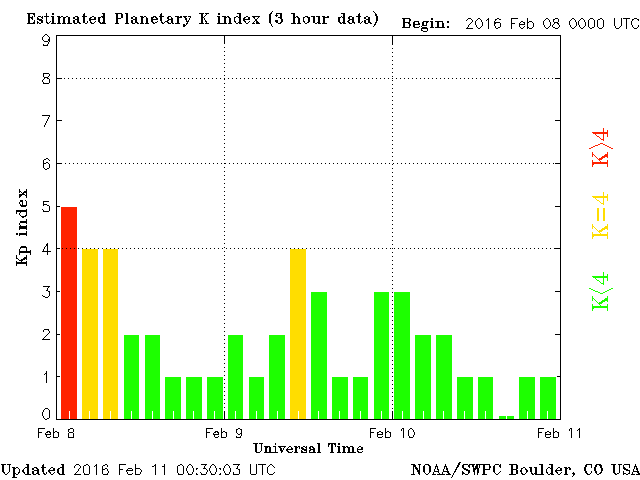 Estimated Planetary K index (3 hour data) Begin: 2016 Feb 08 0000 UTC
9
8
7
6
5
4
3
2
1
0
Kp index
Feb 8 Feb 9 Feb 10 Feb 11
Universal Time
K<4 K=4 K>4
Updated 2016 Feb 11 00:30:03 UTC NOAA/SWPC Boulder, CO USA